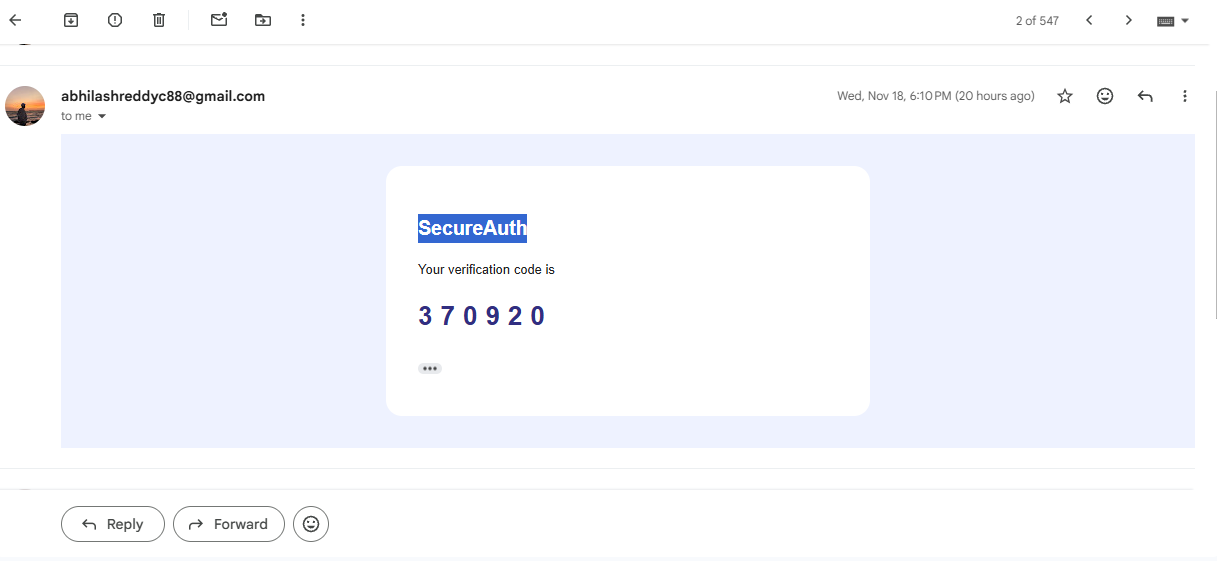 2 of 547
abhilashreddyc88@gmail.com
Wed, Nov 18, 6:10 PM (20 hours ago)
to me
SecureAuth
Your verification code is
3 7 0 9 2 0
Reply
Forward